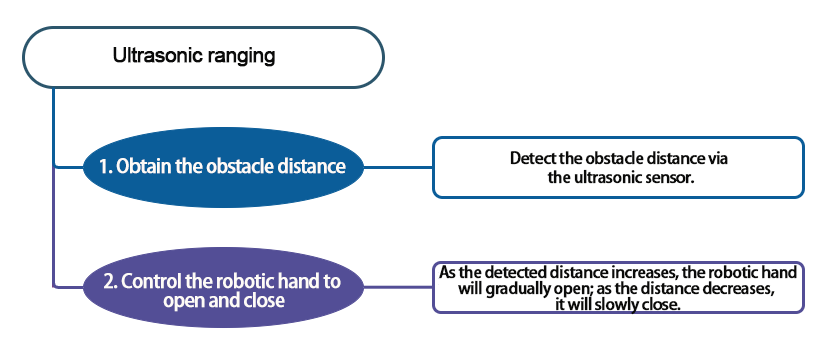 Ultrasonic ranging
1. Obtain the obstacle distance
Detect the obstacle distance via
the ultrasonic sensor.
2. Control the robotic hand to
open and close
As the detected distance increases, the robotic hand
will gradually open; as the distance decreases,
it will slowly close.